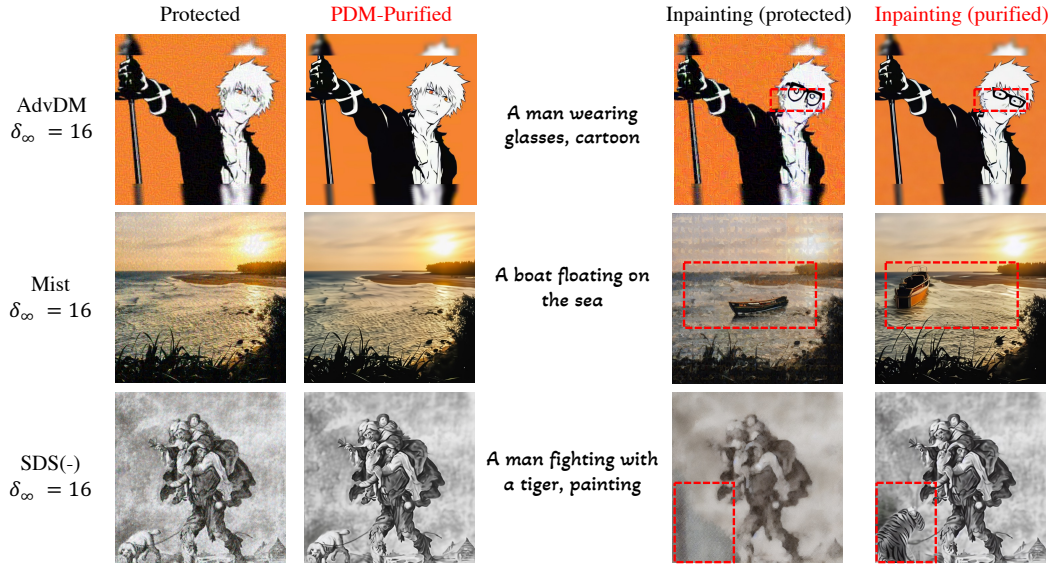 Protected
PDM-Purified
Inpainting (protected)
Inpainting (purified)
AdvDM
δ∞ = 16
A man wearing
glasses, cartoon
Mist
δ∞ = 16
A boat floating on
the sea
SDS(-)
δ∞ = 16
A man fighting with
a tiger, painting